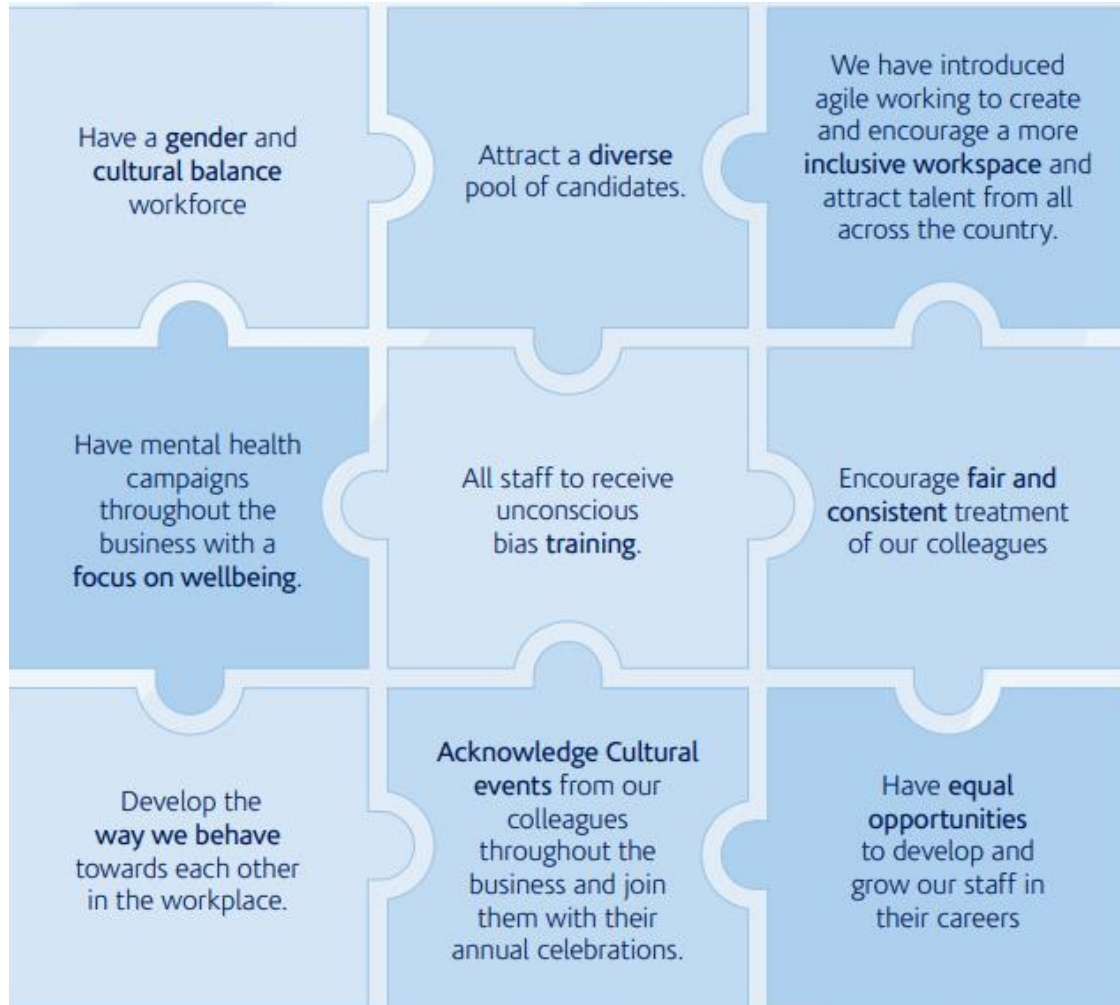 Have a gender and
cultural balance
workforce
Attract a diverse
pool of candidates.
We have introduced
agile working to create
and encourage a more
inclusive workspace and
attract talent from all
across the country.
Have mental health
campaigns
throughout the
business with a
focus on wellbeing.
All staff to receive
unconscious
bias training.
Encourage fair and
consistent treatment
of our colleagues
Develop the
way we behave
towards each other
in the workplace.
Acknowledge Cultural
events from our
colleagues
throughout the
business and join
them with their
annual celebrations.
Have equal
opportunities
to develop and
grow our staff in
their careers